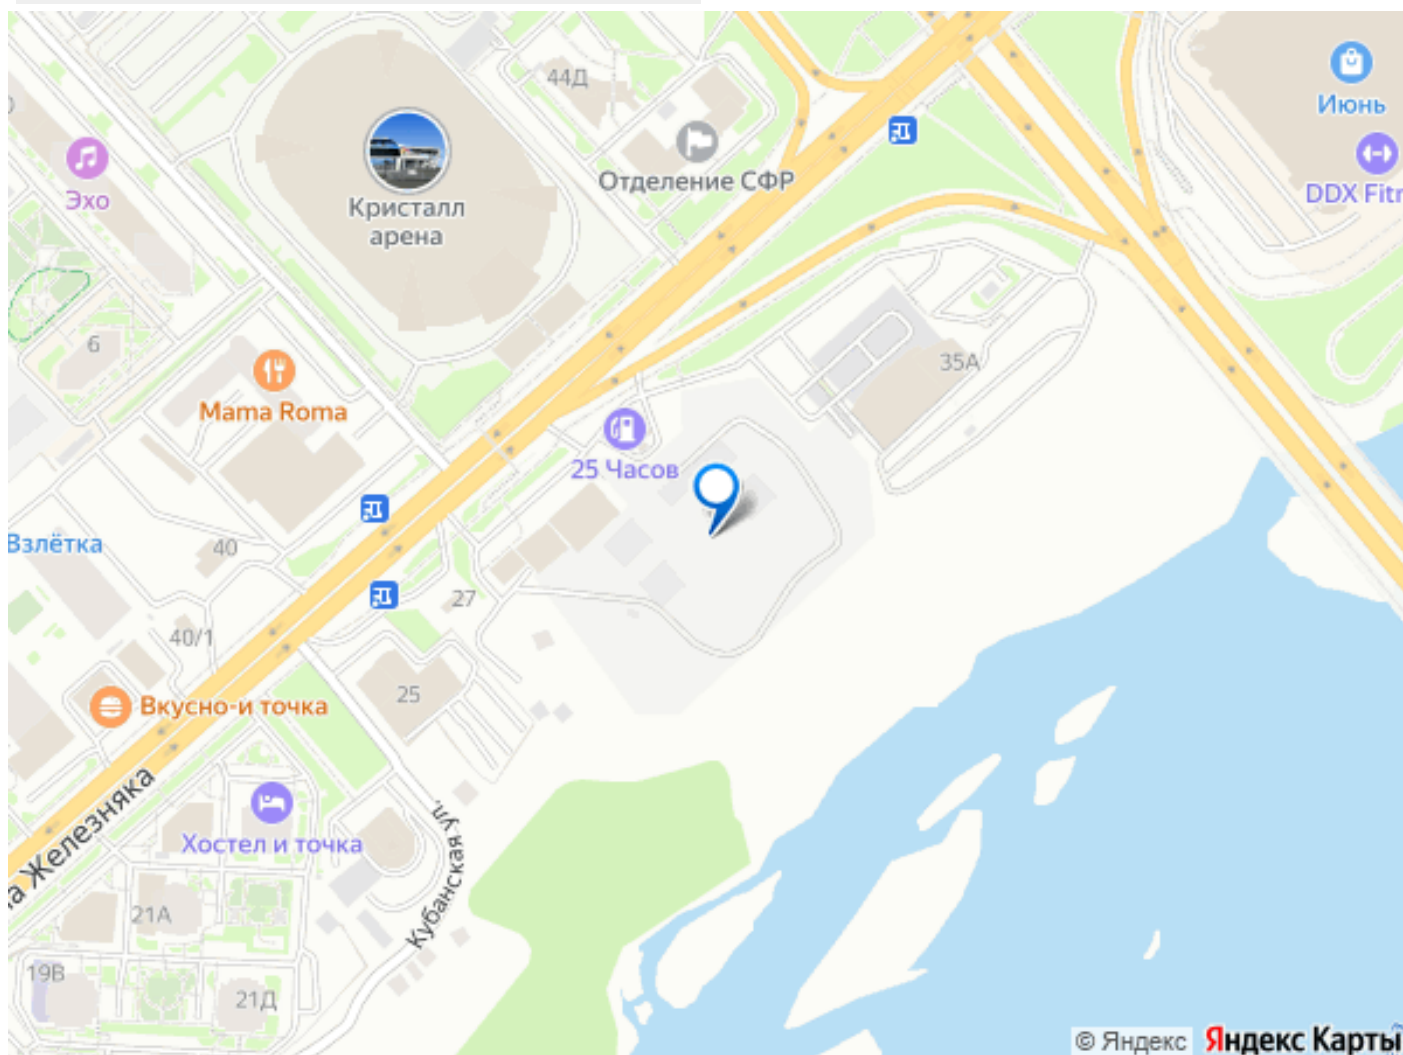 44Д
Июнь
Отделение СФР
DDX Fitr
Эхо
Кристалл
арена
6
35А
Mama Roma
25 Часов
Взлётка
40
27
40/1
25
Вкусно-и точка
а Железняка
Хостел и точка
Кубанская ул.
21А
19В
21Д
© Яндекс Яндекс Карты